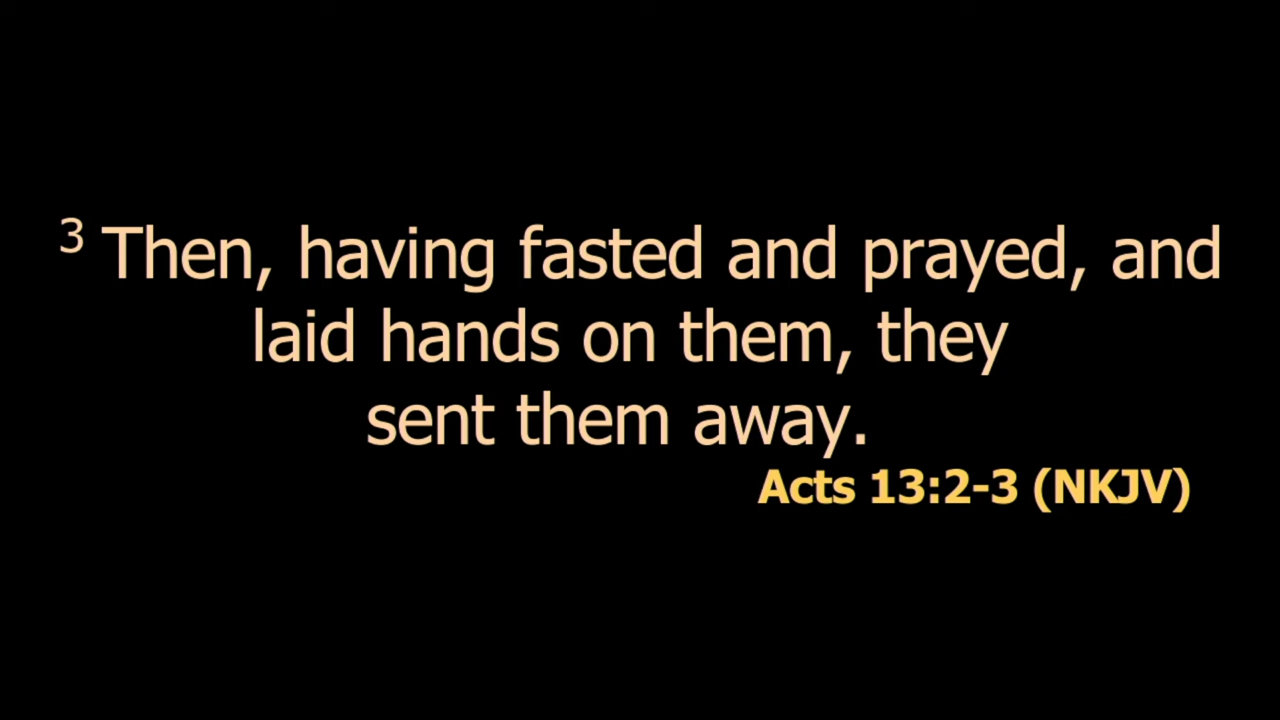 3 Then, having fasted and prayed, and
laid hands on them, they
sent them away.
Acts 13:2-3 (NKJV)